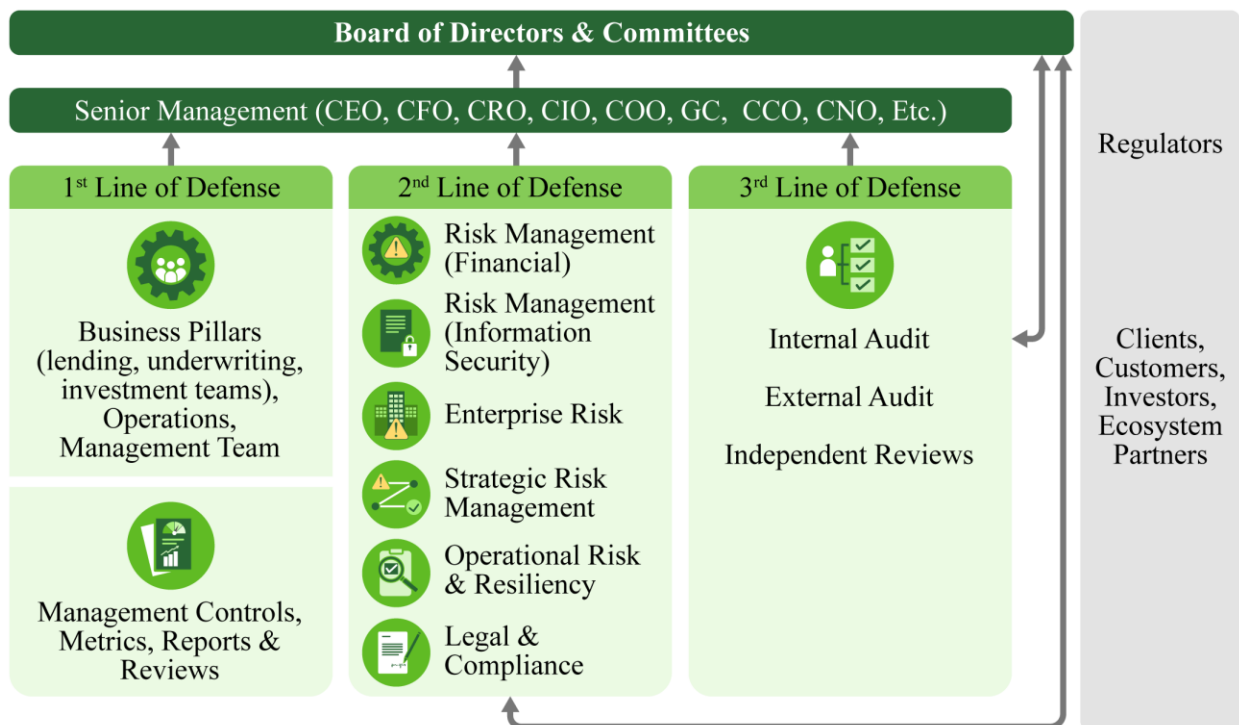 Board of Directors & Committees
Senior Management (CEO, CFO, CRO, CIO, COO, GC, CCO, CNO, Etc.)
1st Line of Defense
Business Pillars
(lending, underwriting,
investment teams),
Operations,
Management Team
Management Controls,
Metrics, Reports &
Reviews
2nd Line of Defense
Risk Management
(Financial)
Risk Management
(Information
Security)
Enterprise Risk
Strategic Risk
Management
Operational Risk
& Resiliency
Legal &
Compliance
3rd Line of Defense
Internal Audit
External Audit
Independent Reviews
Regulators
Clients,
Customers,
Investors,
Ecosystem
Partners